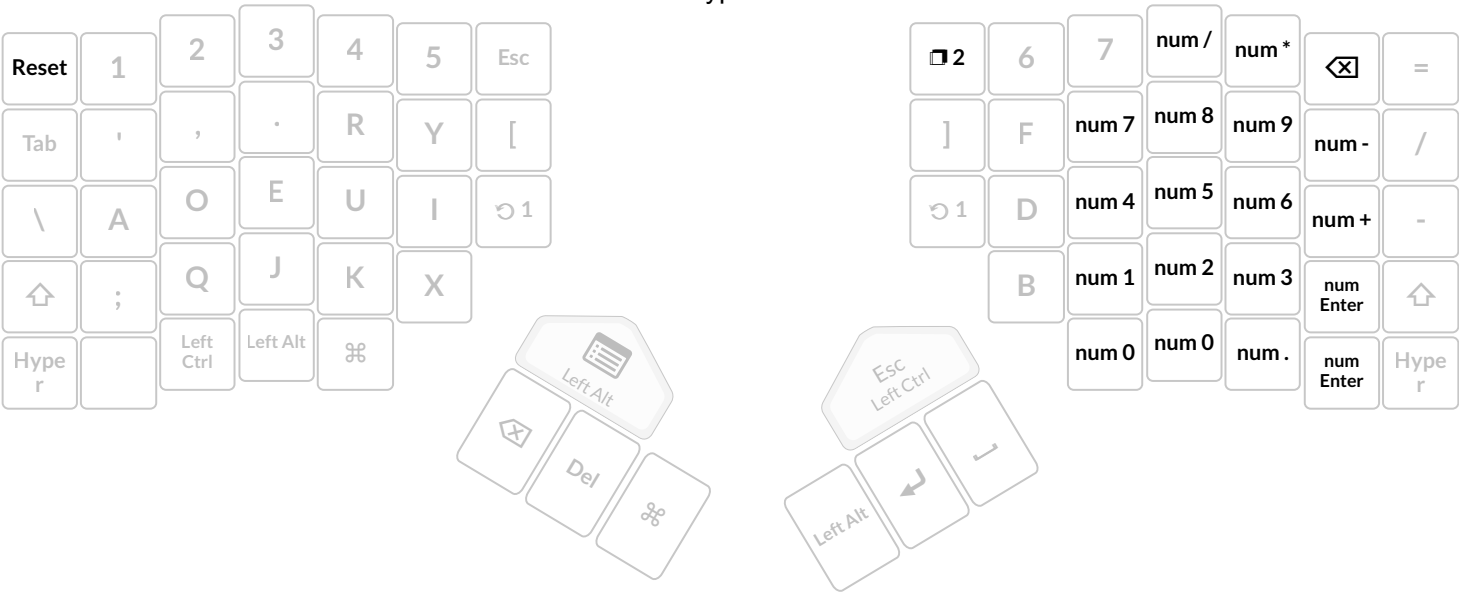 Reset 1 2 3 4 5 Esc
2 6 7 num / num * =
Tab ' , . R Y [
] F num 7 num 8 num 9 num - /
\ A O E U I 1
1 D num 4 num 5 num 6 num + -
; Q J K X
B num 1 num 2 num 3 num
Enter
Hype
r
Left
Ctrl
Left Alt ⌘
num 0 num 0 num . num
Enter
Hype
r
Left Alt
Del
⌘
Esc
Left Ctrl
Left Alt